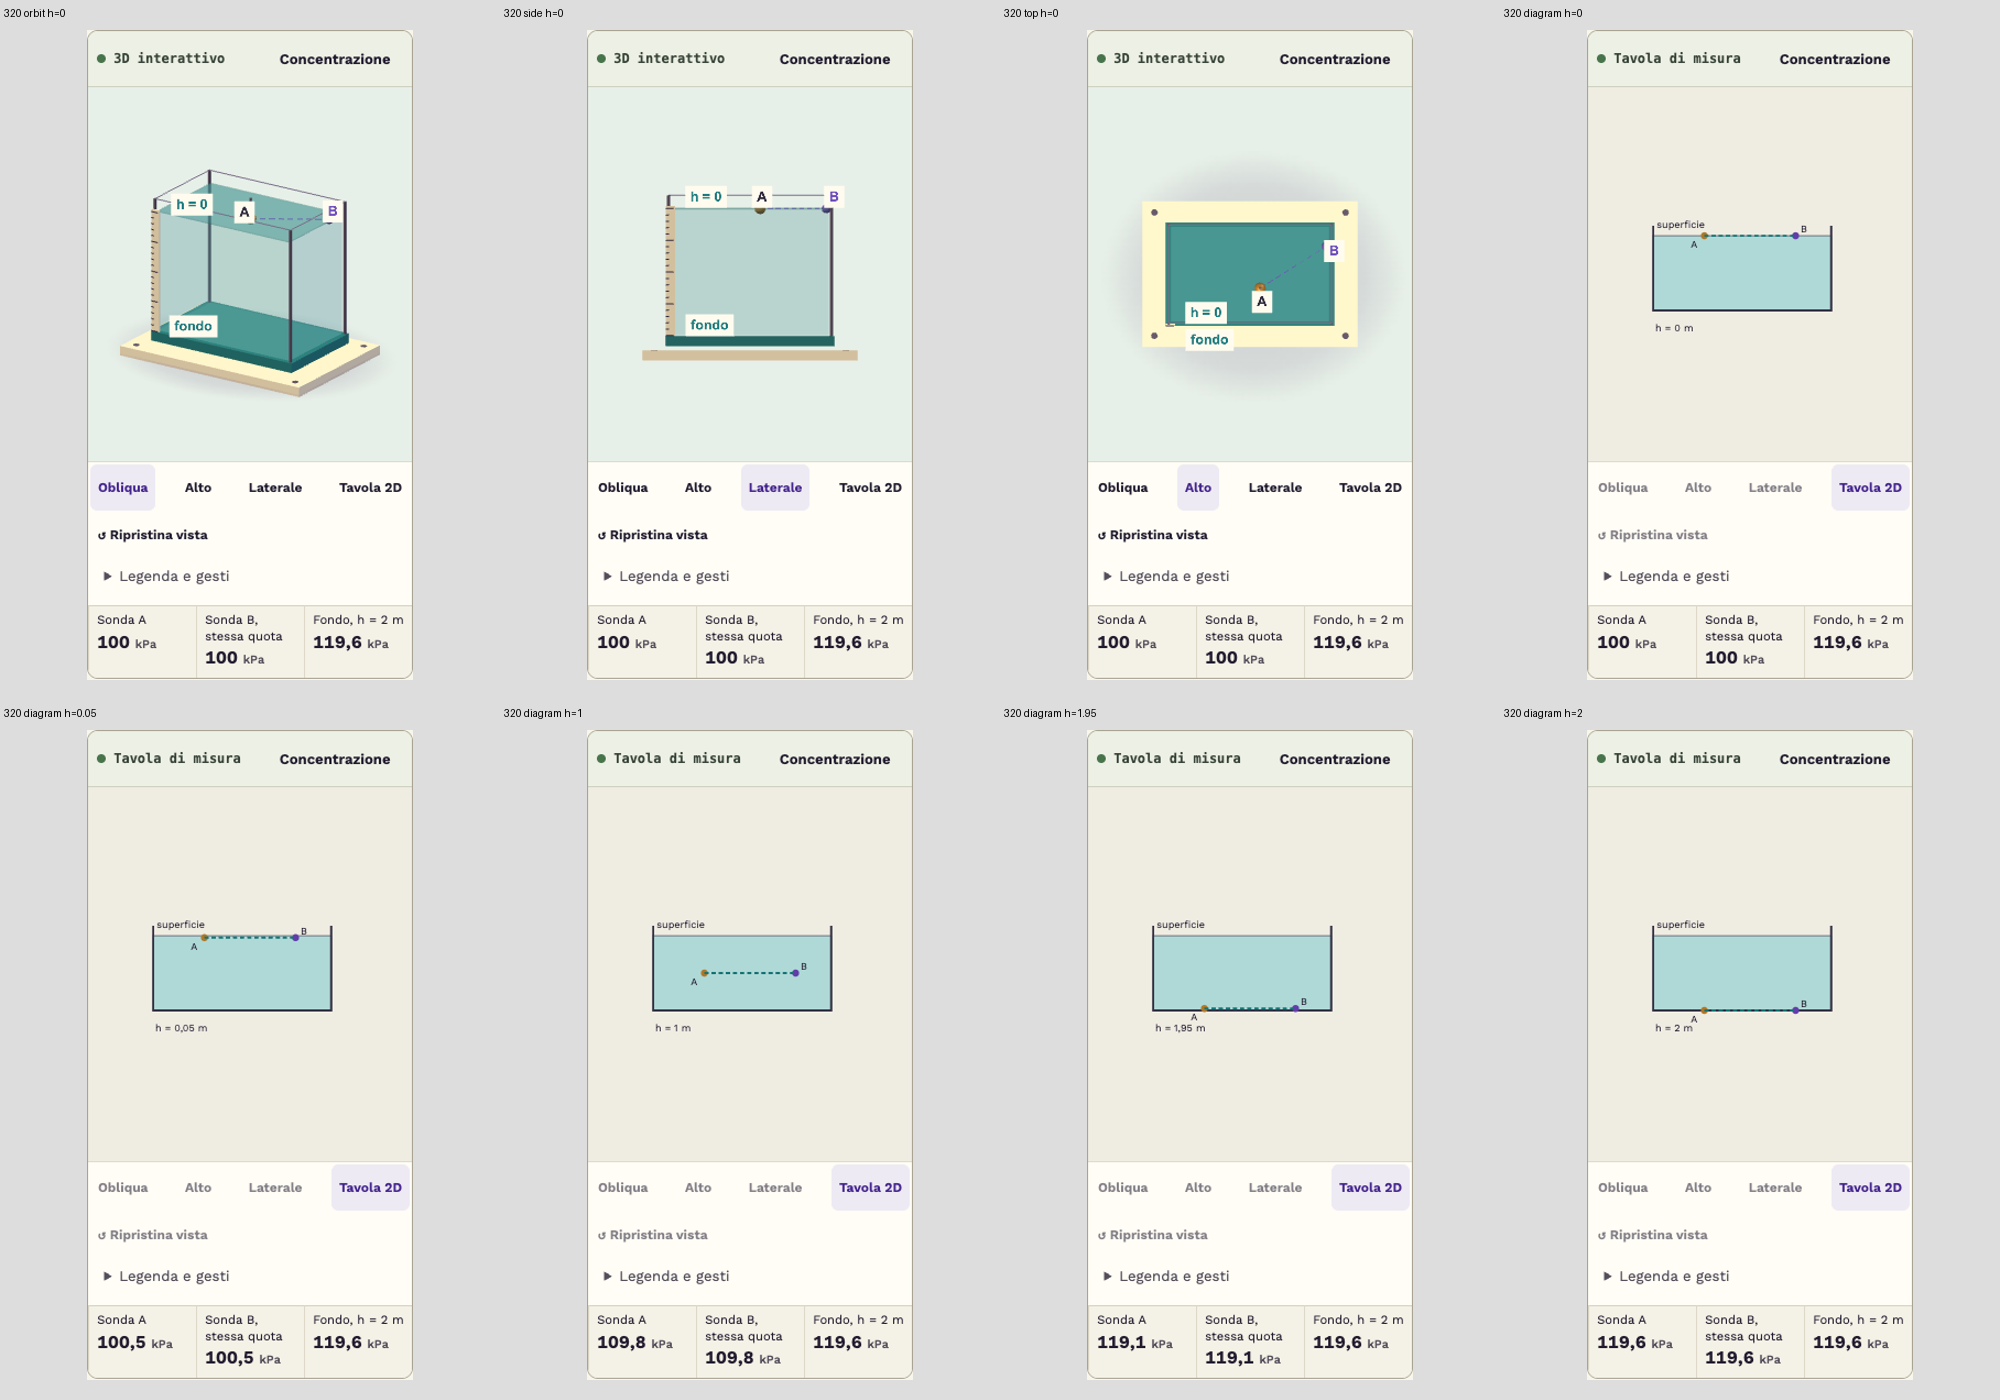 320 orbit h=0
3D interattivo
Concentrazione
h = 0
A
B
fondo
Obliqua
Alto
Laterale
Tavola 2D
↺ Ripristina vista
▶ Legenda e gesti
Sonda A
100 kPa
Sonda B,
stessa quota
100 kPa
Fondo, h = 2 m
119,6 kPa
320 side h=0
3D interattivo
Concentrazione
h = 0
A
B
fondo
Obliqua
Alto
Laterale
Tavola 2D
↺ Ripristina vista
▶ Legenda e gesti
Sonda A
100 kPa
Sonda B,
stessa quota
100 kPa
Fondo, h = 2 m
119,6 kPa
320 top h=0
3D interattivo
Concentrazione
B
A
h = 0
fondo
Obliqua
Alto
Laterale
Tavola 2D
↺ Ripristina vista
▶ Legenda e gesti
Sonda A
100 kPa
Sonda B,
stessa quota
100 kPa
Fondo, h = 2 m
119,6 kPa
320 diagram h=0
Tavola di misura
Concentrazione
superficie
B
A
h = 0 m
Obliqua
Alto
Laterale
Tavola 2D
↺ Ripristina vista
▶ Legenda e gesti
Sonda A
100 kPa
Sonda B,
stessa quota
100 kPa
Fondo, h = 2 m
119,6 kPa
320 diagram h=0.05
Tavola di misura
Concentrazione
superficie
B
A
h = 0,05 m
Obliqua
Alto
Laterale
Tavola 2D
↺ Ripristina vista
▶ Legenda e gesti
Sonda A
100,5 kPa
Sonda B,
stessa quota
100,5 kPa
Fondo, h = 2 m
119,6 kPa
320 diagram h=1
Tavola di misura
Concentrazione
superficie
B
A
h = 1 m
Obliqua
Alto
Laterale
Tavola 2D
↺ Ripristina vista
▶ Legenda e gesti
Sonda A
109,8 kPa
Sonda B,
stessa quota
109,8 kPa
Fondo, h = 2 m
119,6 kPa
320 diagram h=1.95
Tavola di misura
Concentrazione
superficie
B
A
h = 1,95 m
Obliqua
Alto
Laterale
Tavola 2D
↺ Ripristina vista
▶ Legenda e gesti
Sonda A
119,1 kPa
Sonda B,
stessa quota
119,1 kPa
Fondo, h = 2 m
119,6 kPa
320 diagram h=2
Tavola di misura
Concentrazione
superficie
B
A
h = 2 m
Obliqua
Alto
Laterale
Tavola 2D
↺ Ripristina vista
▶ Legenda e gesti
Sonda A
119,6 kPa
Sonda B,
stessa quota
119,6 kPa
Fondo, h = 2 m
119,6 kPa